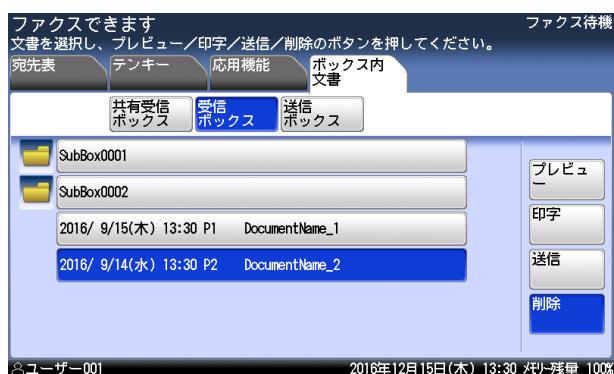 ファクスできます ファクス待機
文書を選択し、プレビュー／印字／送信／削除のボタンを押してください。
宛先表 テンキー 応用機能 ボックス内
文書
共有受信
ボックス
受信
ボックス
送信
ボックス
SubBox0001
SubBox0002
2016/ 9/15(木) 13:30 P1 DocumentName_1
2016/ 9/14(水) 13:30 P2 DocumentName_2
プレビュ
ー
印字
送信
削除
ユーザー001 2016年12月15日(木) 13:30 ﾒﾓﾘｰ残量 100%